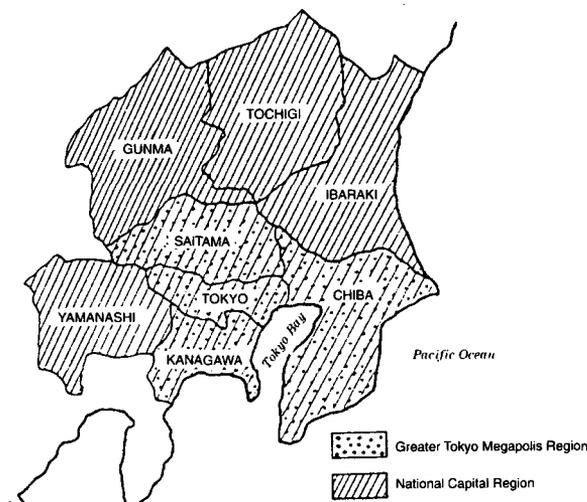 TOCHIGI
GUNMA
IBARAKI
SAITAMA
TOKYO
CHIBA
YAMANASHI
KANAGAWA
Tokyo Bay
Pacific Ocean
Greater Tokyo Megapolis Region
National Capital Region